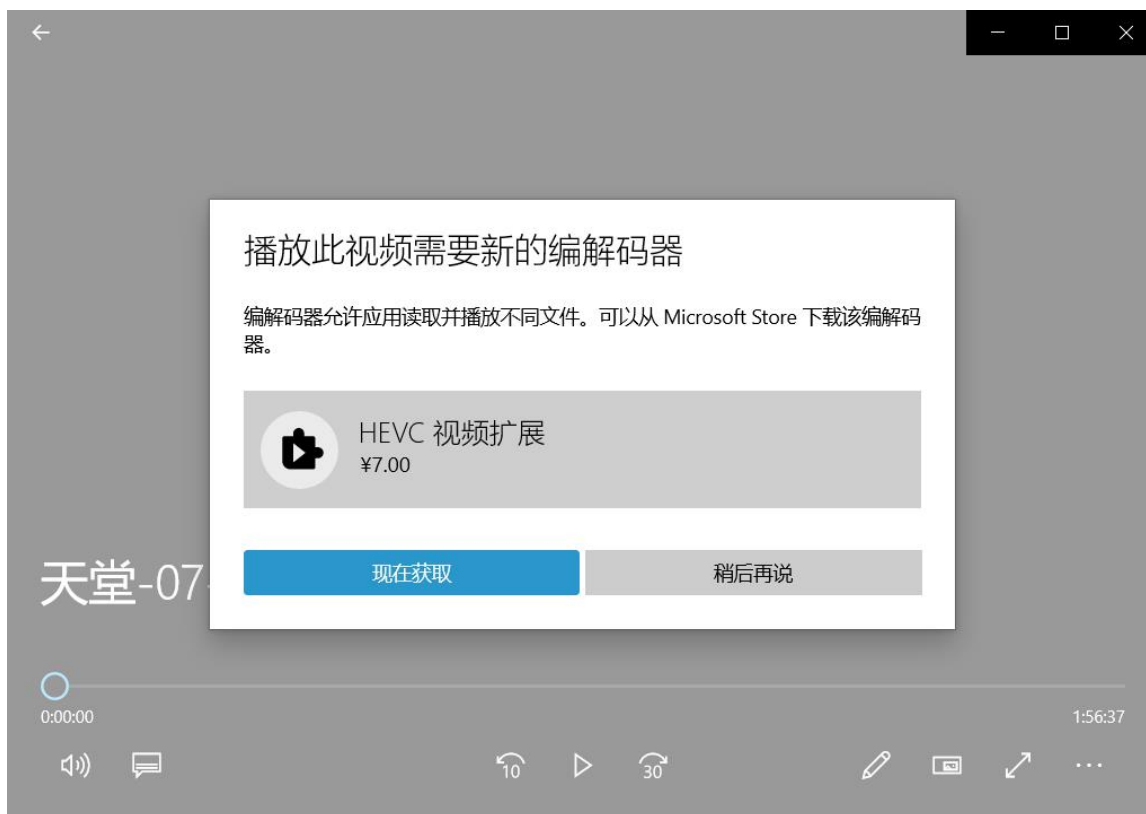 播放此视频需要新的编解码器
编解码器允许应用读取并播放不同文件。可以从 Microsoft Store 下载该编解码
器。
HEVC 视频扩展
¥7.00
现在获取
稍后再说
天堂-07-
0:00:00
1:56:37
10
30